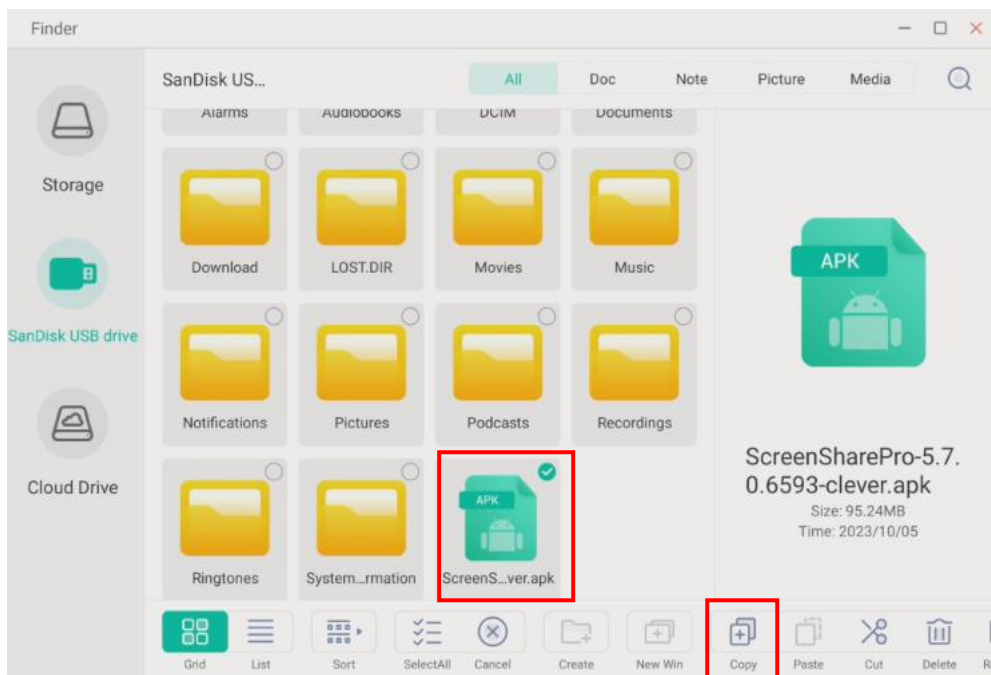 Finder
SanDisk US...
All
Doc
Note
Picture
Media
Storage
SanDisk USB drive
Cloud Drive
Alarms
Audiobooks
DCIM
Documents
Download
LOST.DIR
Movies
Music
Notifications
Pictures
Podcasts
Recordings
Ringtones
System...rmation
APK
ScreenS...ver.apk
APK
ScreenSharePro-5.7.
0.6593-clever.apk
Size: 95.24MB
Time: 2023/10/05
Grid
List
Sort
SelectAll
Cancel
Create
New Win
Copy
Paste
Cut
Delete